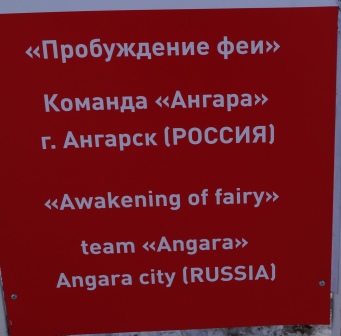 «Пробуждение феи»
Команда «Ангара»
г. Ангарск (РОССИЯ)
«Awakening of fairy»
team «Angara»
Angara city (RUSSIA)